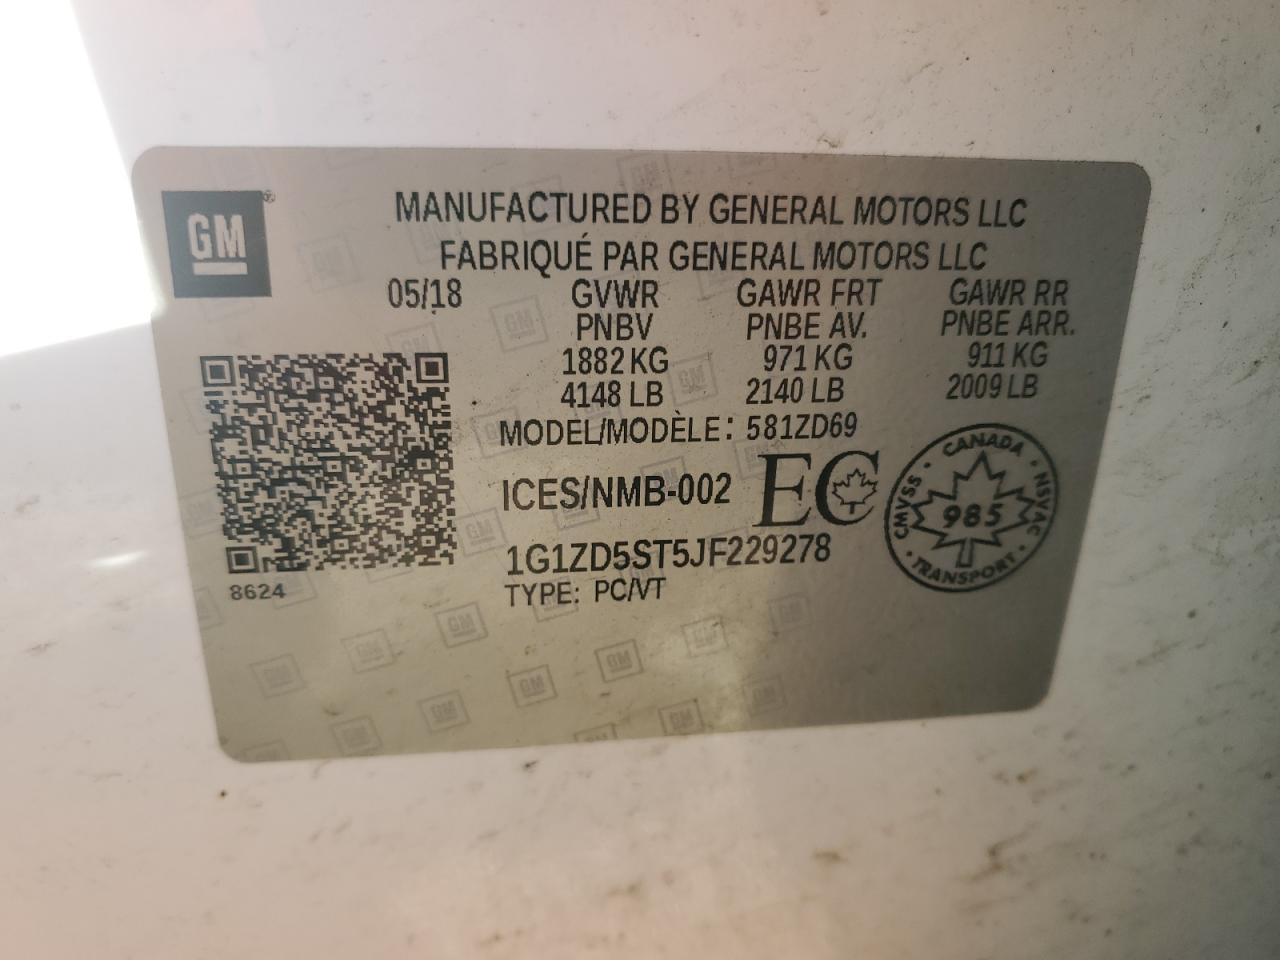 GM®
MANUFACTURED BY GENERAL MOTORS LLC
FABRIQUÉ PAR GENERAL MOTORS LLC
05/18 GVWR GAWR FRT GAWR RR
PNBV PNBE AV. PNBE ARR.
1882 KG 971 KG 911 KG
4148 LB 2140 LB 2009 LB
MODEL/MODÈLE: 581ZD69
ICES/NMB-002 EC
1G1ZD5ST5JF229278
TYPE: PC/VT
8624
CANADA
CMVSS 985 NSVAC
TRANSPORT